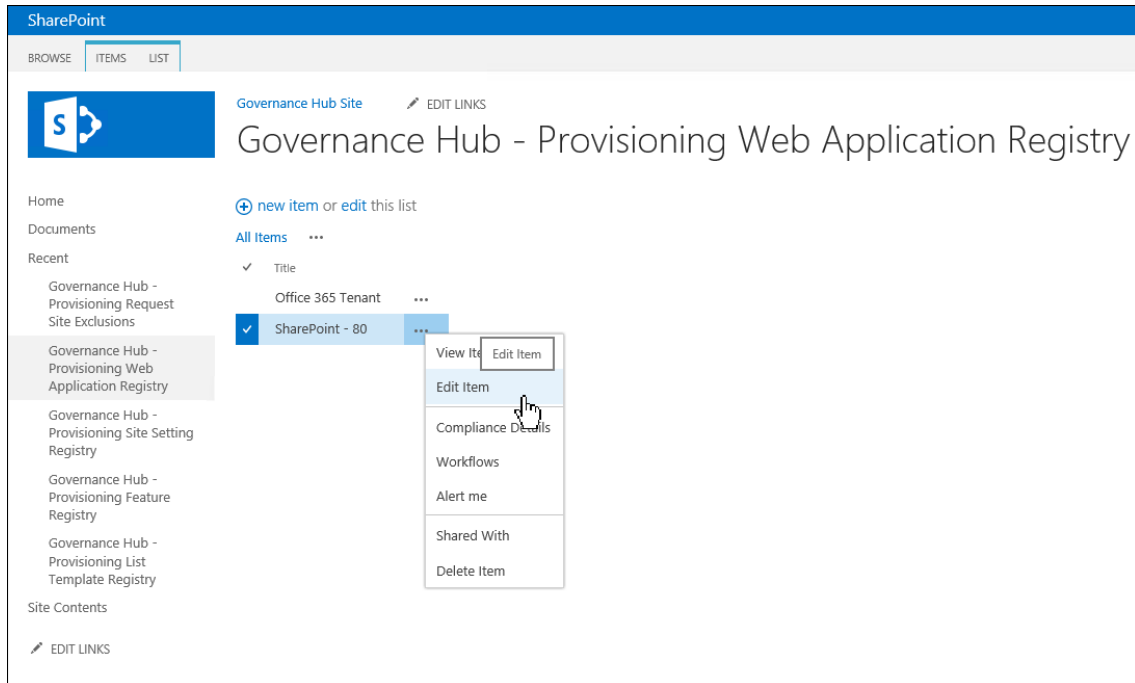 SharePoint
BROWSE ITEMS LIST
S
Governance Hub Site EDIT LINKS
Governance Hub - Provisioning Web Application Registry
Home
Documents
Recent
Governance Hub -
Provisioning Request
Site Exclusions
Governance Hub -
Provisioning Web
Application Registry
Governance Hub -
Provisioning Site Setting
Registry
Governance Hub -
Provisioning Feature
Registry
Governance Hub -
Provisioning List
Template Registry
Site Contents
EDIT LINKS
new item or edit this list
All Items ...
Title
Office 365 Tenant ...
SharePoint - 80 ...
View Ite
Edit Item
Edit Item
Compliance Details
Workflows
Alert me
Shared With
Delete Item